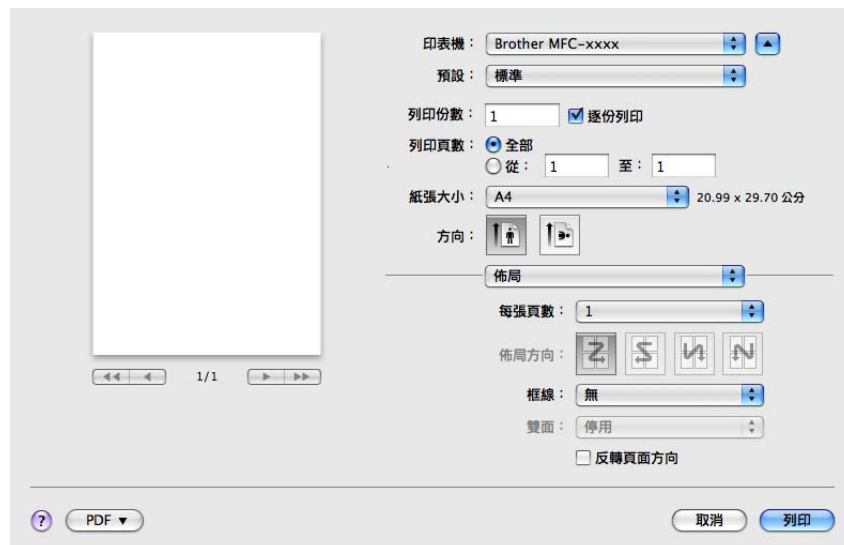 印表機： Brother MFC-xxxx
預設： 標準
列印份數： 1 逐份列印
列印頁數： 全部
從： 1 至： 1
紙張大小： A4 20.99 x 29.70 公分
方向：
佈局
每張頁數： 1
佈局方向：
1/1
框線： 無
雙面： 停用
反轉頁面方向
? PDF ▼ 取消 列印